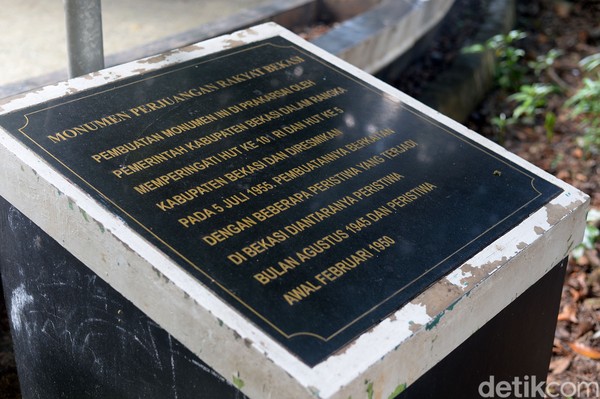 MONUMEN PERJUANGAN RAKYAT BEKASI
PEMBUATAN MONUMEN INI DI PRAKARSAI OLEH
PEMERINTAH KABUPATEN BEKASI DALAM RANGKA
MEMPERINGATI HUT KE 10 RI DAN HUT KE 5
KABUPATEN BEKASI DAN DIRESMIKAN
PADA 5 JULI 1955. PEMBUATANNYA BERKAITAN
DENGAN BEBERAPA PERISTIWA YANG TERJADI
DI BEKASI DIANTARANYA PERISTIWA
BULAN AGUSTUS 1945 DAN PERISTIWA
AWAL FEBRUARI 1950
detikcom